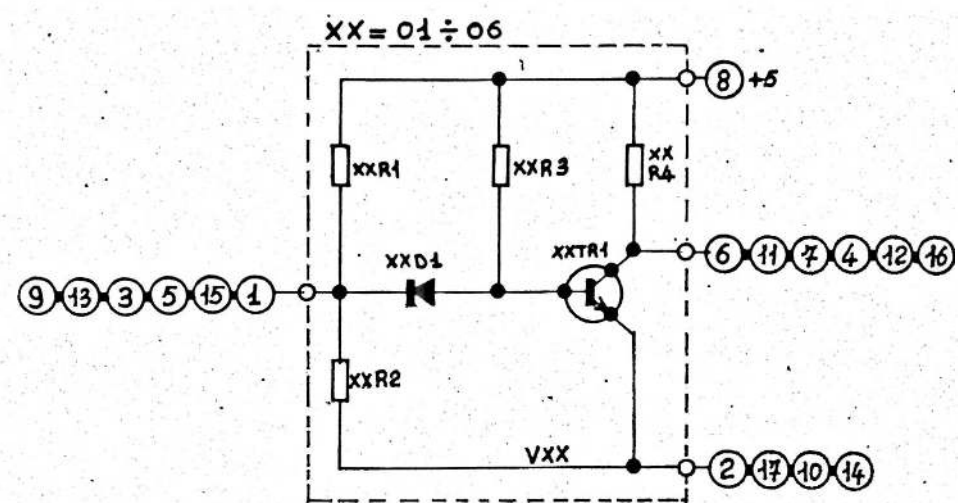 XX = 01 ÷ 06
8 +5
XXR1
XXR3
XX
R4
XXD1
XXTR1
6 11 7 4 12 16
9 13 3 5 15 1
XXR2
VXX
2 17 10 14